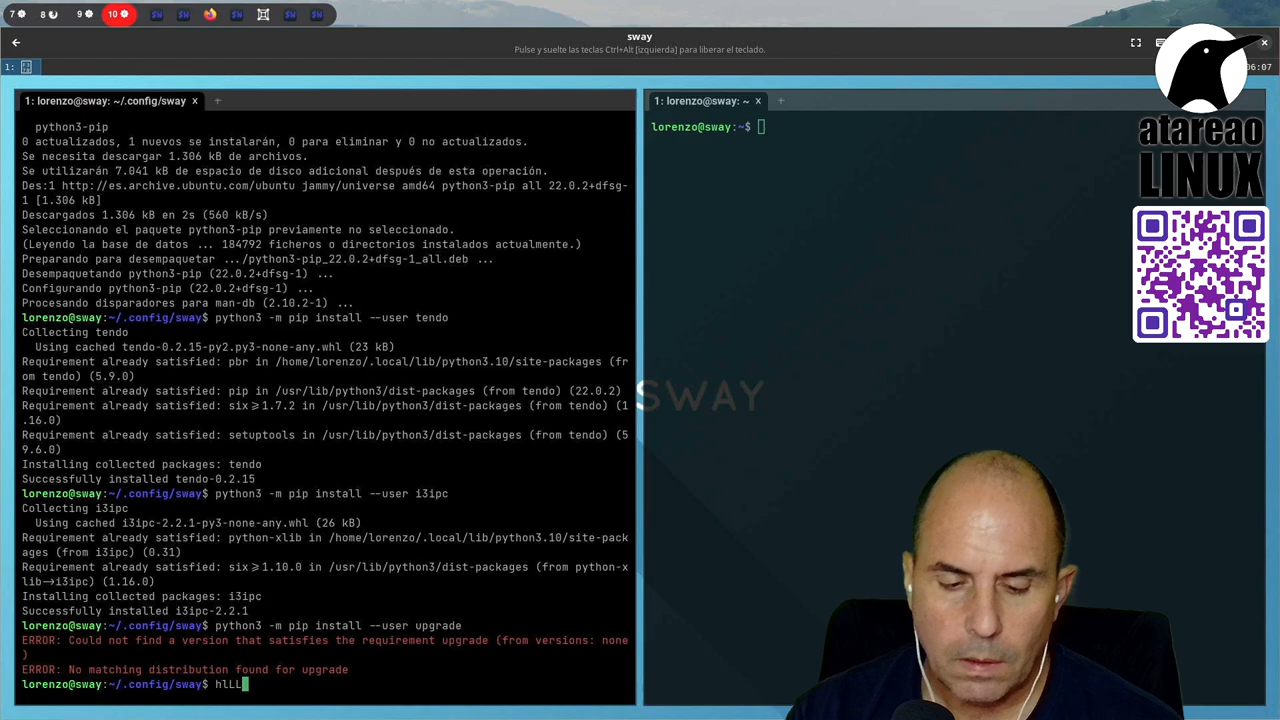 7 8 9 10
sway
Pulse y suelte las teclas Ctrl+Alt [izquierda] para liberar el teclado.
1:
06:07
1: lorenzo@sway: ~/.config/sway x +
python3-pip
0 actualizados, 1 nuevos se instalarán, 0 para eliminar y 0 no actualizados.
Se necesita descargar 1.306 kB de archivos.
Se utilizarán 7.041 kB de espacio de disco adicional después de esta operación.
Des:1 http://es.archive.ubuntu.com/ubuntu jammy/universe amd64 python3-pip all 22.0.2+dfsg-
1 [1.306 kB]
Descargados 1.306 kB en 2s (560 kB/s)
Seleccionando el paquete python3-pip previamente no seleccionado.
(Leyendo la base de datos ... 184792 ficheros o directorios instalados actualmente.)
Preparando para desempaquetar .../python3-pip_22.0.2+dfsg-1_all.deb ...
Desempaquetando python3-pip (22.0.2+dfsg-1) ...
Configurando python3-pip (22.0.2+dfsg-1) ...
Procesando disparadores para man-db (2.10.2-1) ...
lorenzo@sway:~/.config/sway$ python3 -m pip install --user tendo
Collecting tendo
Using cached tendo-0.2.15-py2.py3-none-any.whl (23 kB)
Requirement already satisfied: pbr in /home/lorenzo/.local/lib/python3.10/site-packages (fr
om tendo) (5.9.0)
Requirement already satisfied: pip in /usr/lib/python3/dist-packages (from tendo) (22.0.2)
Requirement already satisfied: six>=1.7.2 in /usr/lib/python3/dist-packages (from tendo) (1
.16.0)
Requirement already satisfied: setuptools in /usr/lib/python3/dist-packages (from tendo) (5
9.6.0)
Installing collected packages: tendo
Successfully installed tendo-0.2.15
lorenzo@sway:~/.config/sway$ python3 -m pip install --user i3ipc
Collecting i3ipc
Using cached i3ipc-2.2.1-py3-none-any.whl (26 kB)
Requirement already satisfied: python-xlib in /home/lorenzo/.local/lib/python3.10/site-pack
ages (from i3ipc) (0.31)
Requirement already satisfied: six>=1.10.0 in /usr/lib/python3/dist-packages (from python-x
lib->i3ipc) (1.16.0)
Installing collected packages: i3ipc
Successfully installed i3ipc-2.2.1
lorenzo@sway:~/.config/sway$ python3 -m pip install --user upgrade
ERROR: Could not find a version that satisfies the requirement upgrade (from versions: none
)
ERROR: No matching distribution found for upgrade
lorenzo@sway:~/.config/sway$ hlLL
1: lorenzo@sway: ~ x +
lorenzo@sway:~$
SWAY
atareao
LINUX